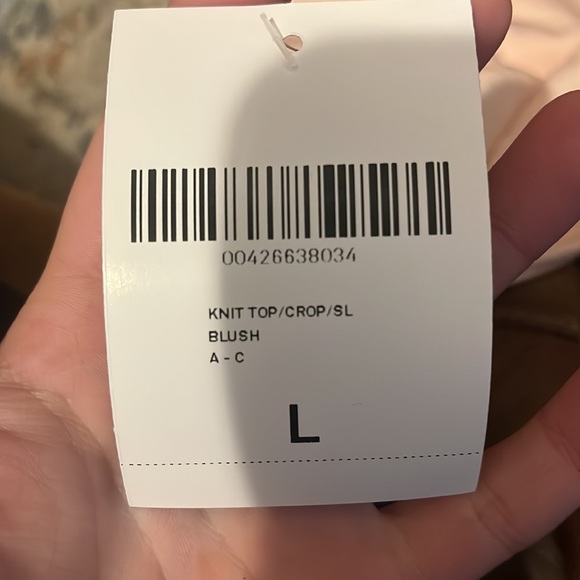 00426638034
KNIT TOP/CROP/SL
BLUSH
A - C
L